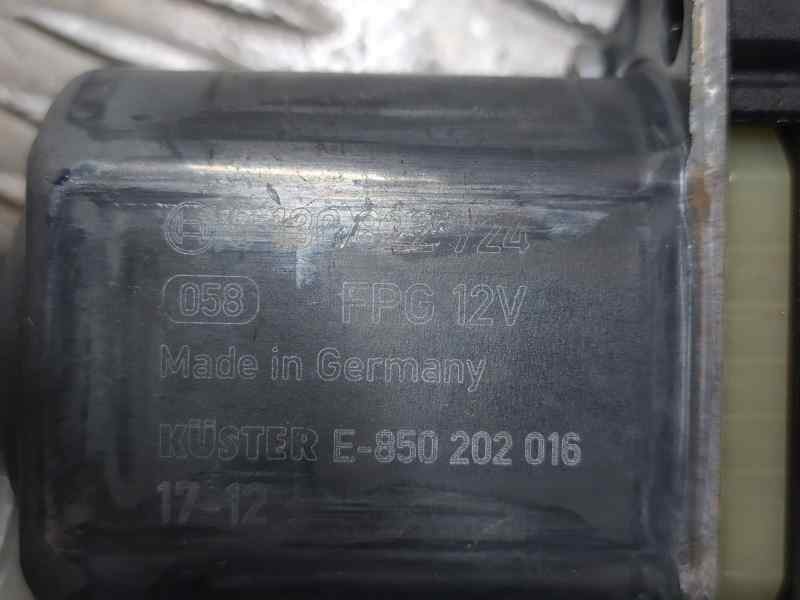 058 FPG 12V
Made in Germany
KÜSTER E-850 202 016
17-12